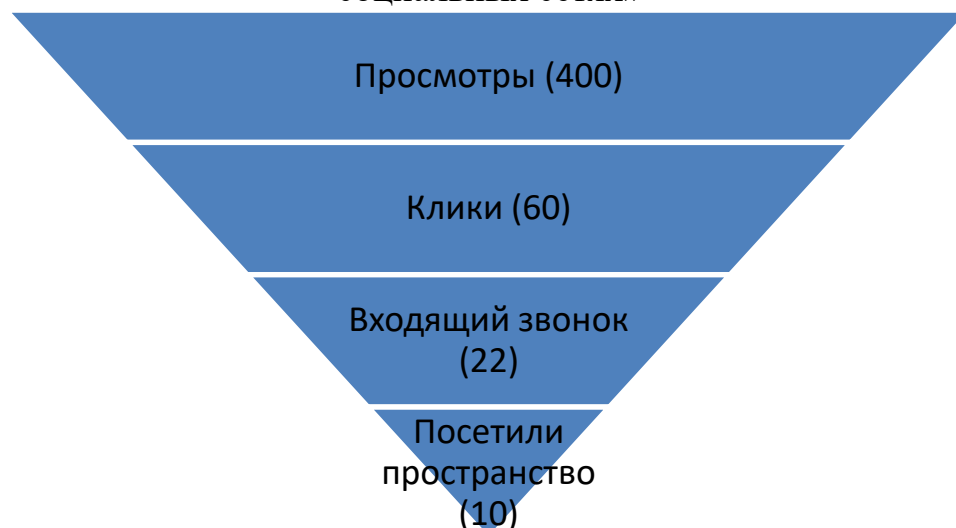 Просмотры (400)
Клики (60)
Входящий звонок
(22)
Посетили
пространство
(10)